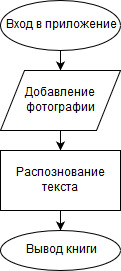 Вход в приложение
Добавление
фотографии
Распознование
текста
Вывод книги